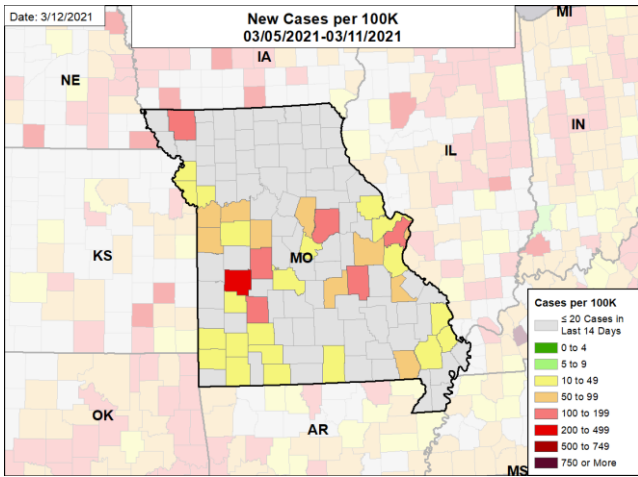 Date: 3/12/2021
New Cases per 100K
03/05/2021-03/11/2021
MI
IA
NE
IN
IL
KS
MO
Cases per 100K
≤ 20 Cases in
Last 14 Days
0 to 4
5 to 9
10 to 49
50 to 99
100 to 199
200 to 499
500 to 749
750 or More
OK
AR
MS